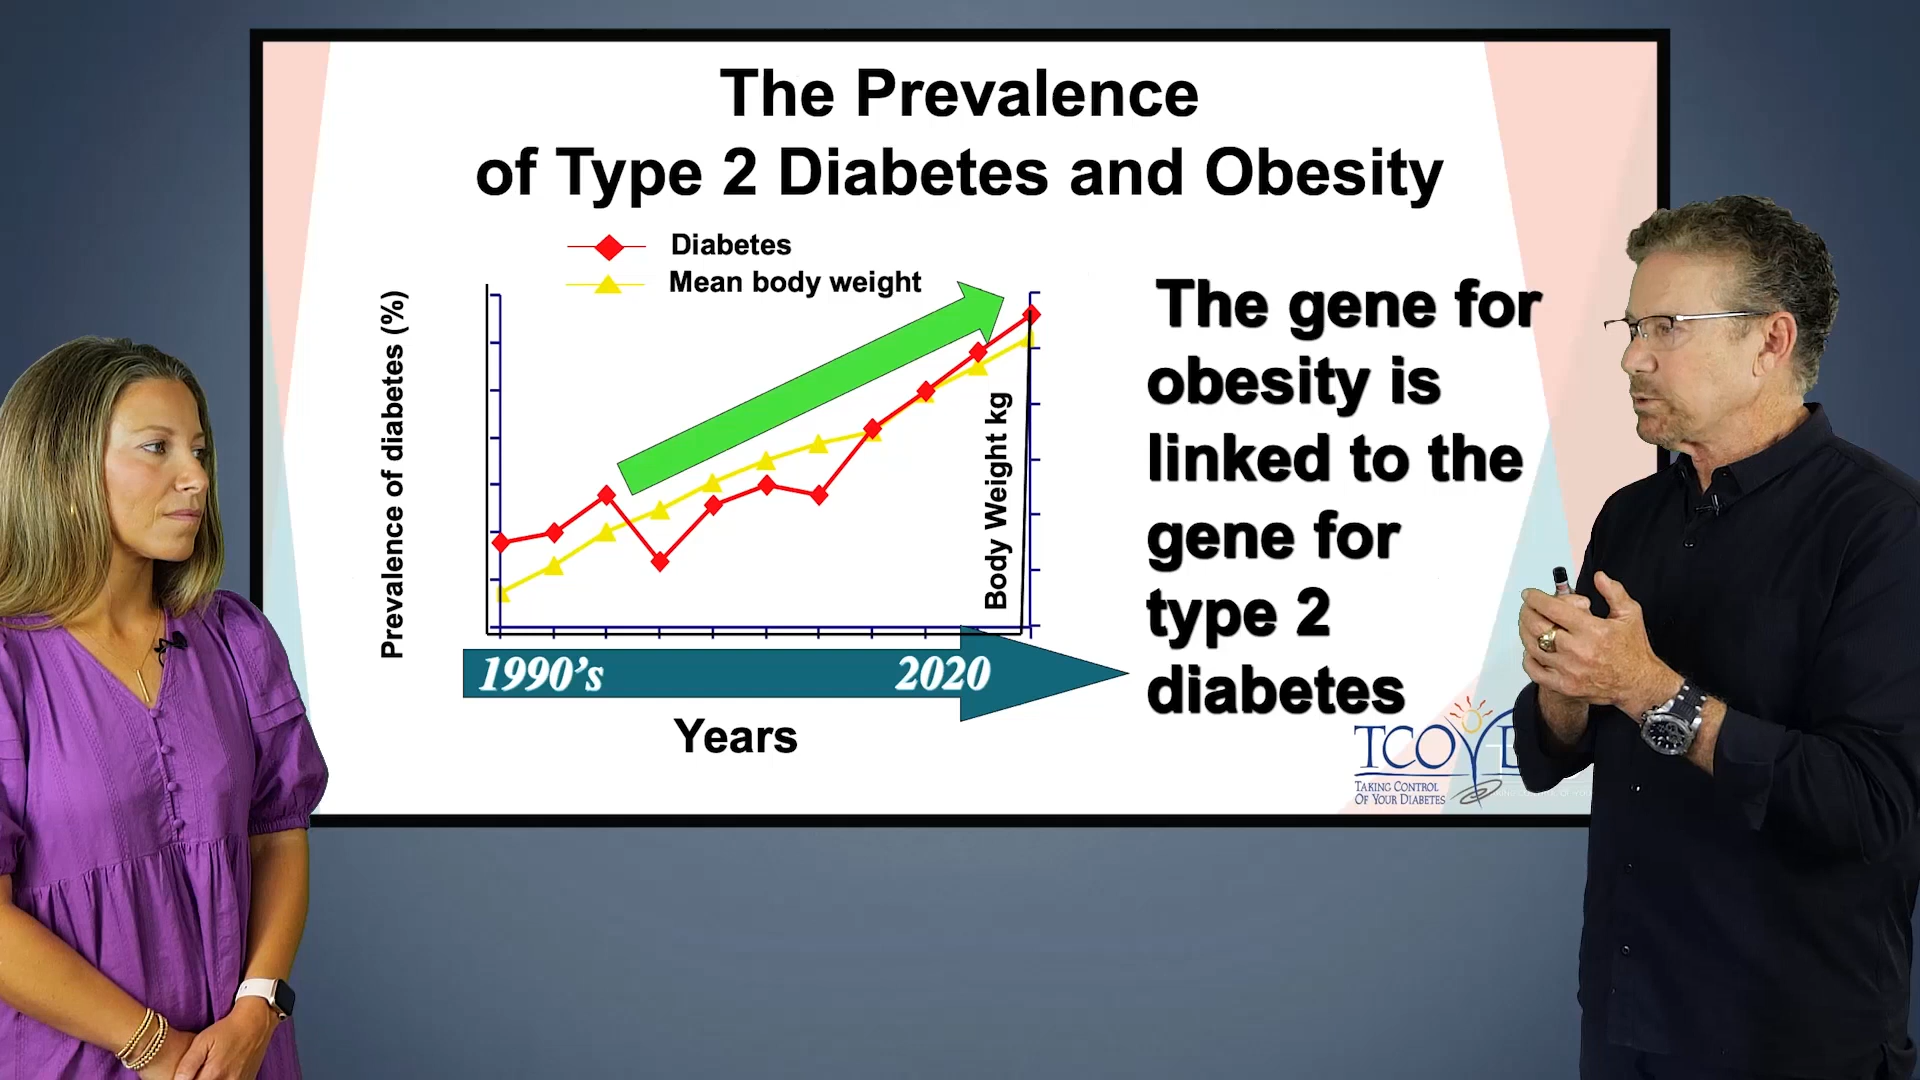 The Prevalence
of Type 2 Diabetes and Obesity
Diabetes
Mean body weight
Prevalence of diabetes (%)
Body Weight kg
1990's
2020
Years
The gene for
obesity is
linked to the
gene for
type 2
diabetes
TCOY
TAKING CONTROL
OF YOUR DIABETES